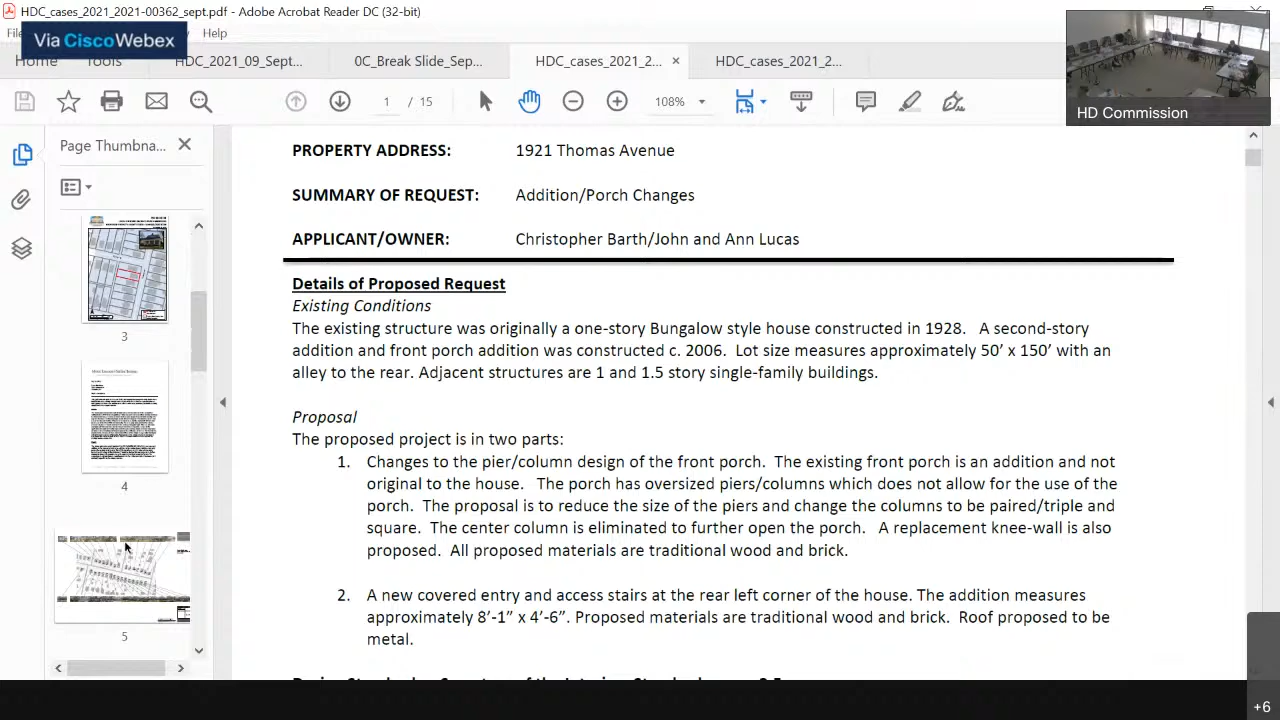 HDC_cases_2021_2021-00362_sept.pdf - Adobe Acrobat Reader DC (32-bit)
Via Cisco Webex
Help
Home
Tools
HDC_2021_09_Sept...
0C_Break Slide_Sep...
HDC_cases_2021_2...
HDC_cases_2021_2...
1 / 15
108%
HD Commission
Page Thumbna...
3
4
5
PROPERTY ADDRESS: 1921 Thomas Avenue
SUMMARY OF REQUEST: Addition/Porch Changes
APPLICANT/OWNER: Christopher Barth/John and Ann Lucas
Details of Proposed Request
Existing Conditions
The existing structure was originally a one-story Bungalow style house constructed in 1928. A second-story
addition and front porch addition was constructed c. 2006. Lot size measures approximately 50’ x 150’ with an
alley to the rear. Adjacent structures are 1 and 1.5 story single-family buildings.
Proposal
The proposed project is in two parts:
1. Changes to the pier/column design of the front porch. The existing front porch is an addition and not
original to the house. The porch has oversized piers/columns which does not allow for the use of the
porch. The proposal is to reduce the size of the piers and change the columns to be paired/triple and
square. The center column is eliminated to further open the porch. A replacement knee-wall is also
proposed. All proposed materials are traditional wood and brick.
2. A new covered entry and access stairs at the rear left corner of the house. The addition measures
approximately 8’-1” x 4’-6”. Proposed materials are traditional wood and brick. Roof proposed to be
metal.
+6